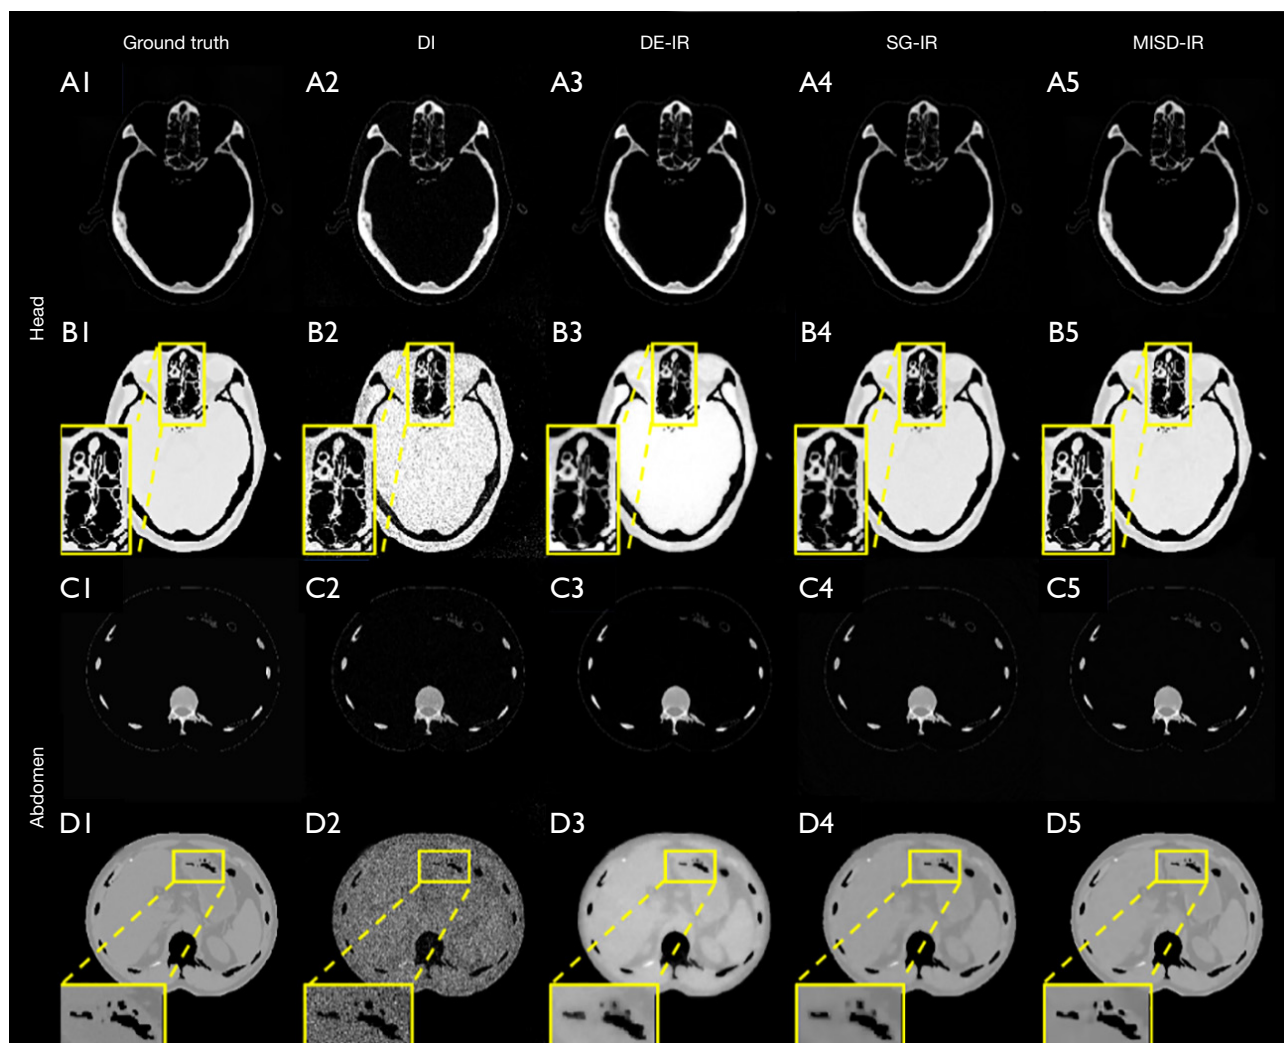 Ground truth DI DE-IR SG-IR MISD-IR
A1 A2 A3 A4 A5
Head
B1 B2 B3 B4 B5
C1 C2 C3 C4 C5
Abdomen
D1 D2 D3 D4 D5